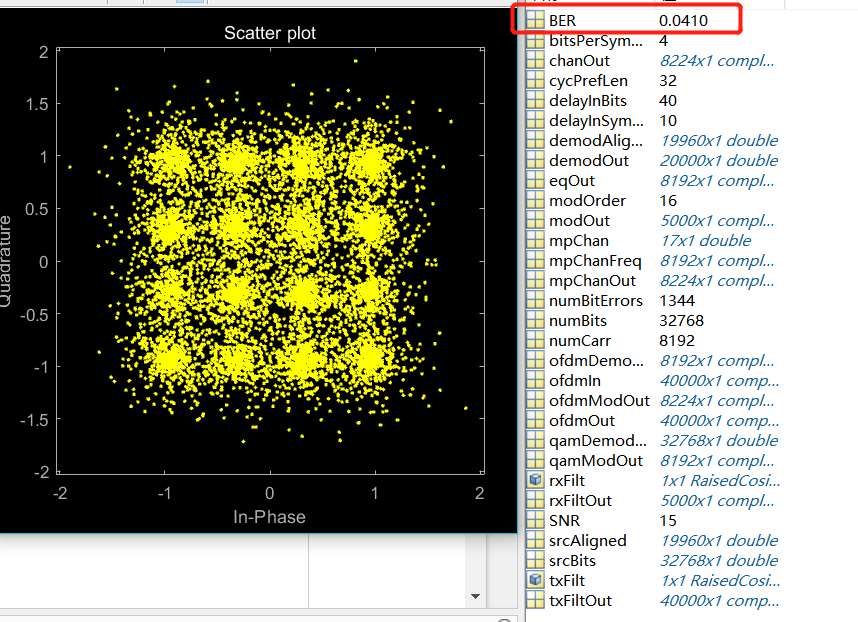 Scatter plot
2
1.5
1
0.5
0
-0.5
-1
-1.5
-2
Quadrature
-2
-1
0
1
2
In-Phase
BER 0.0410
bitsPerSym... 4
chanOut 8224x1 compl...
cycPrefLen 32
delayInBits 40
delayInSym... 10
demodAlig... 19960x1 double
demodOut 20000x1 double
eqOut 8192x1 compl...
modOrder 16
modOut 5000x1 compl...
mpChan 17x1 double
mpChanFreq 8192x1 compl...
mpChanOut 8224x1 compl...
numBitErrors 1344
numBits 32768
numCarr 8192
ofdmDemo... 8192x1 compl...
ofdmIn 40000x1 comp...
ofdmModOut 8224x1 compl...
ofdmOut 40000x1 comp...
qamDemod... 32768x1 double
qamModOut 8192x1 compl...
rxFilt 1x1 RaisedCosi...
rxFiltOut 5000x1 compl...
SNR 15
srcAligned 19960x1 double
srcBits 32768x1 double
txFilt 1x1 RaisedCosi...
txFiltOut 40000x1 comp...